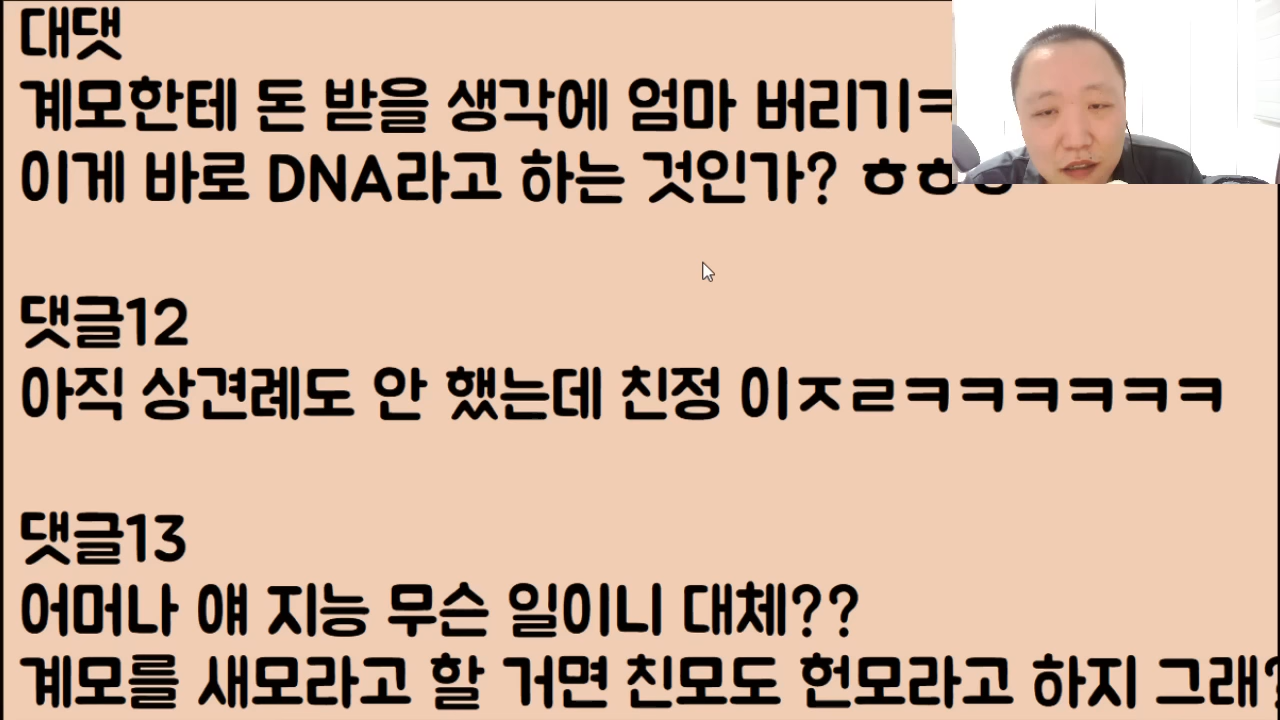 대댓
계모한테 돈 받을 생각에 엄마 버리기ㅋ
이게 바로 DNA라고 하는 것인가? ㅎㅎㅎ
댓글12
아직 상견례도 안 했는데 친정 이ㅈㄹㅋㅋㅋㅋㅋㅋ
댓글13
어머나 얘 지능 무슨 일이니 대체??
계모를 새모라고 할 거면 친모도 헌모라고 하지 그래?